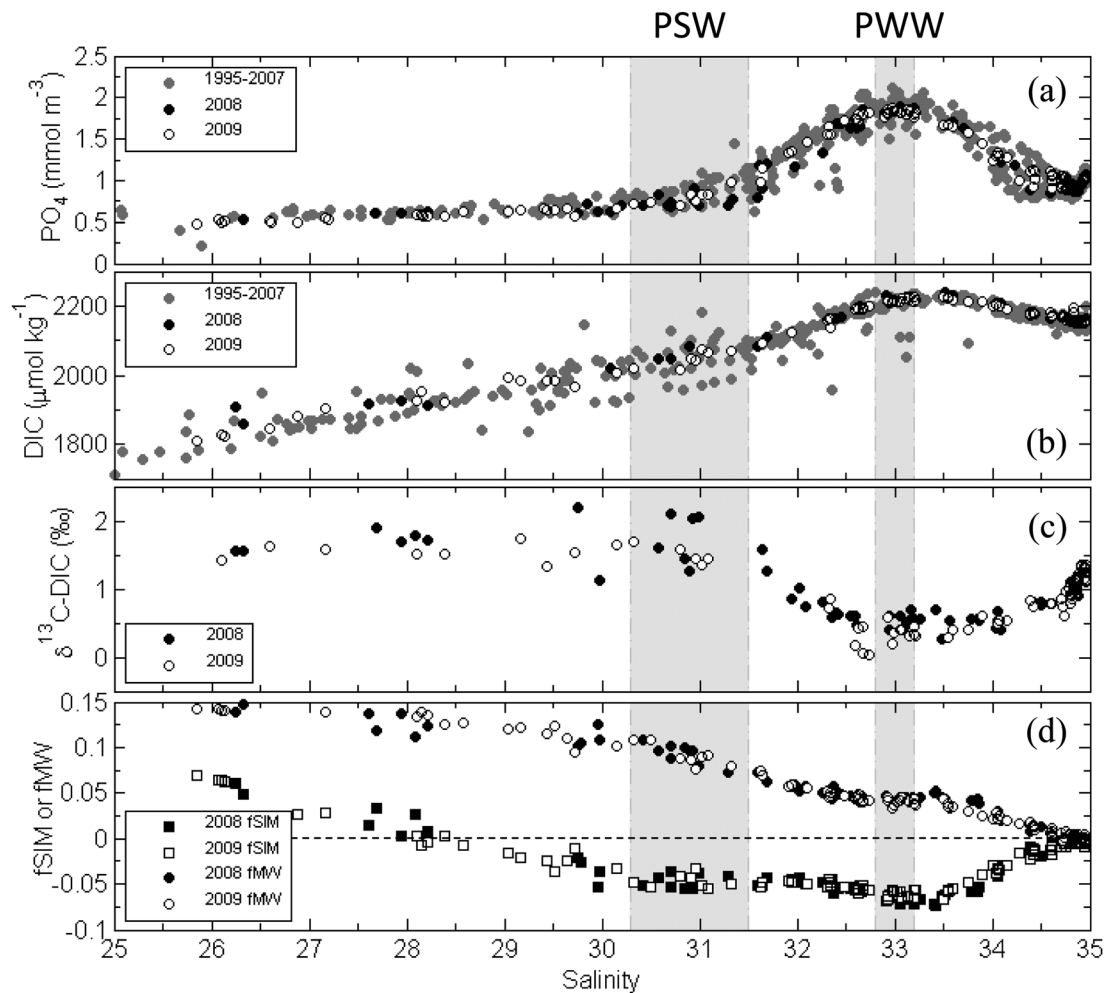 PSW PWW
2.5
2
1.5
1
0.5
0
PO4 (mmol m−3)
1995-2007
2008
2009
(a)
2200
2000
1800
DIC (μmol kg−1)
1995-2007
2008
2009
(b)
2
1
0
δ13C-DIC (‰)
2008
2009
(c)
0.15
0.1
0.05
0
-0.05
-0.1
fSIM or fMW
2008 fSIM
2009 fSIM
2008 fMW
2009 fMW
(d)
25 26 27 28 29 30 31 32 33 34 35
Salinity